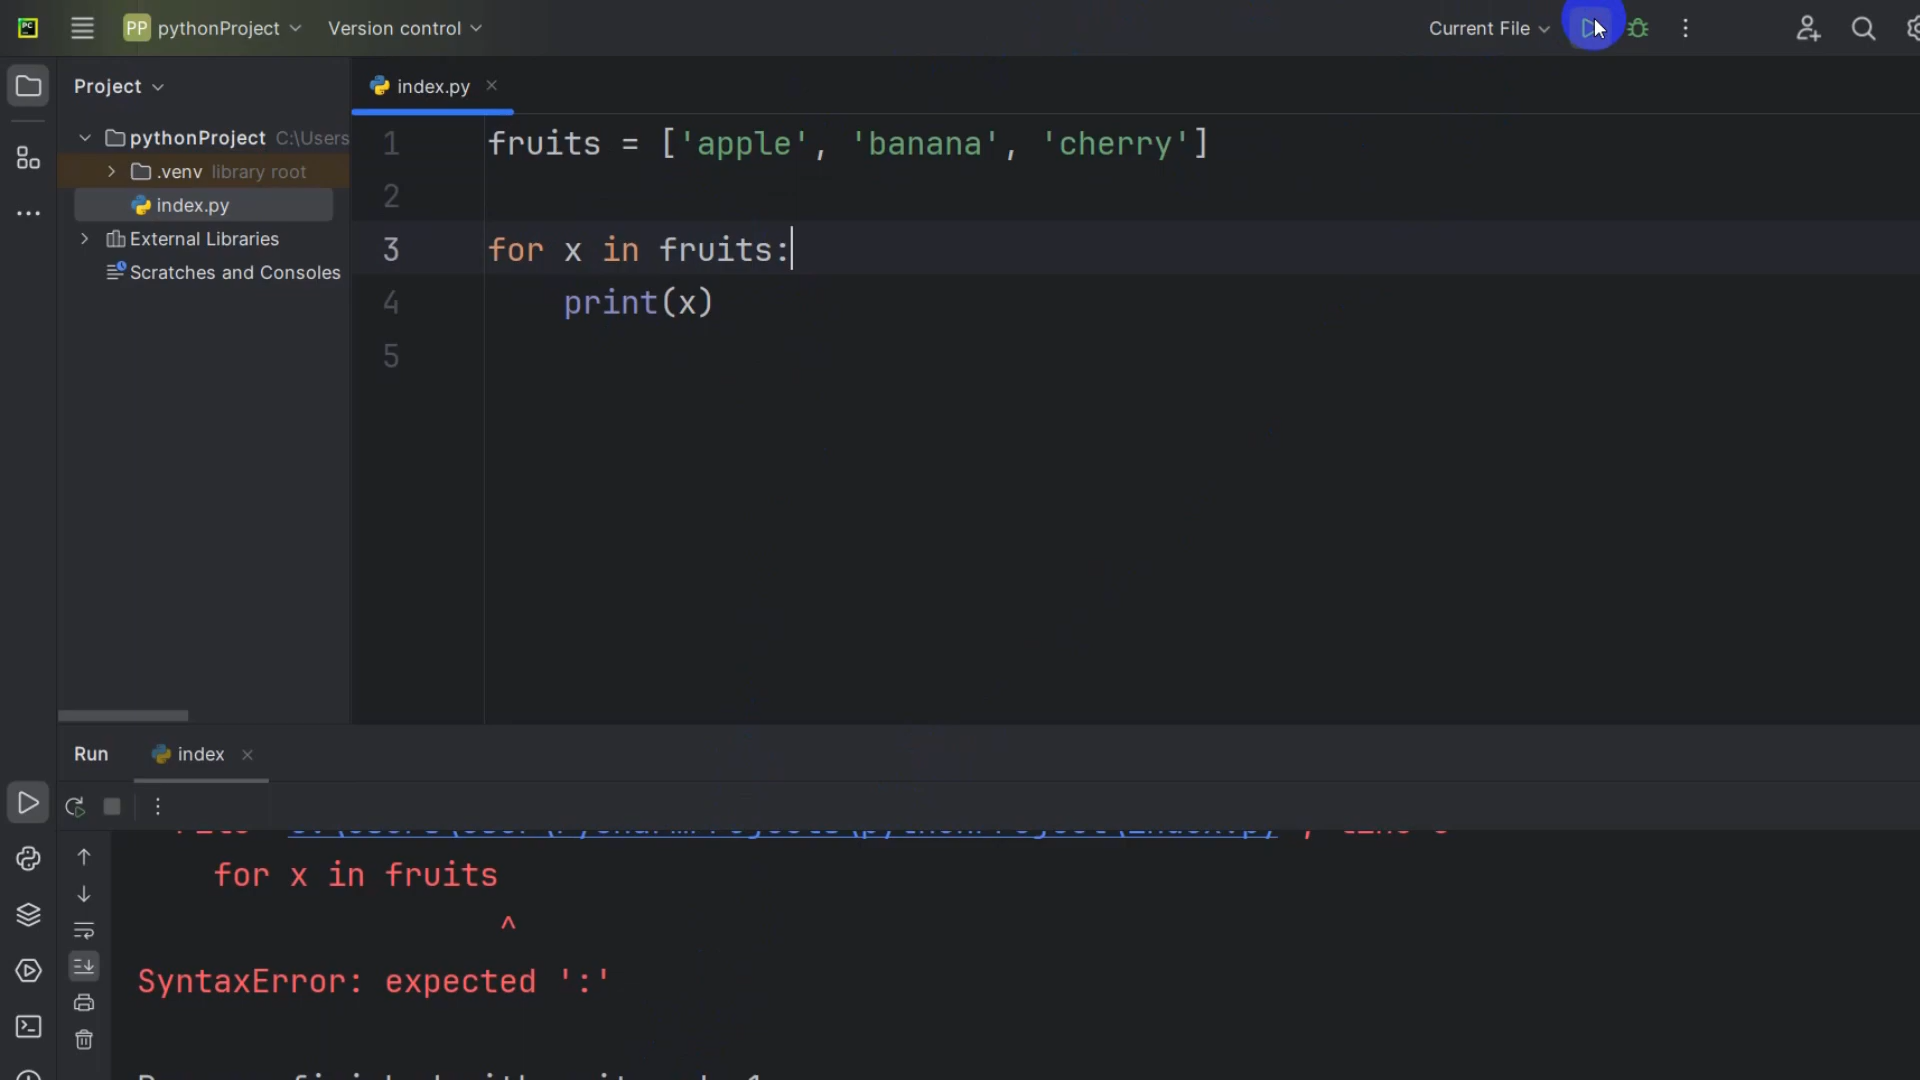 PC
PP pythonProject
Version control
Current File
Project
index.py
pythonProject C:\Users
.venv library root
index.py
External Libraries
Scratches and Consoles
1 fruits = ['apple', 'banana', 'cherry']
2
3 for x in fruits:
4 print(x)
5
Run
index
for x in fruits
^
SyntaxError: expected ':'